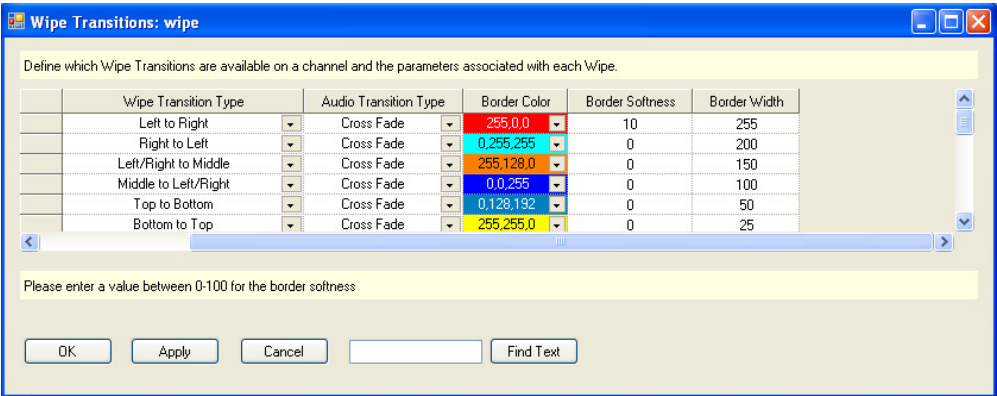 Wipe Transitions: wipe
Define which Wipe Transitions are available on a channel and the parameters associated with each Wipe.
Wipe Transition Type Audio Transition Type Border Color Border Softness Border Width
Left to Right Cross Fade 255,0,0 10 255
Right to Left Cross Fade 0,255,255 0 200
Left/Right to Middle Cross Fade 255,128,0 0 150
Middle to Left/Right Cross Fade 0,0,255 0 100
Top to Bottom Cross Fade 0,128,192 0 50
Bottom to Top Cross Fade 255,255,0 0 25
Please enter a value between 0-100 for the border softness
OK Apply Cancel Find Text